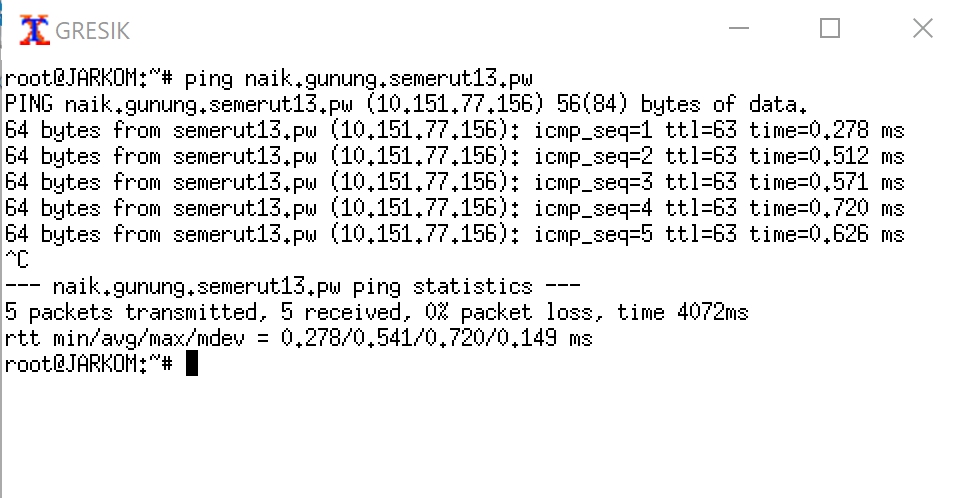 GRESIK
root@JARKOM:~# ping naik.gunung.semerut13.pw
PING naik.gunung.semerut13.pw (10.151.77.156) 56(84) bytes of data.
64 bytes from semerut13.pw (10.151.77.156): icmp_seq=1 ttl=63 time=0.278 ms
64 bytes from semerut13.pw (10.151.77.156): icmp_seq=2 ttl=63 time=0.512 ms
64 bytes from semerut13.pw (10.151.77.156): icmp_seq=3 ttl=63 time=0.571 ms
64 bytes from semerut13.pw (10.151.77.156): icmp_seq=4 ttl=63 time=0.720 ms
64 bytes from semerut13.pw (10.151.77.156): icmp_seq=5 ttl=63 time=0.626 ms
^C
--- naik.gunung.semerut13.pw ping statistics ---
5 packets transmitted, 5 received, 0% packet loss, time 4072ms
rtt min/avg/max/mdev = 0.278/0.541/0.720/0.149 ms
root@JARKOM:~#